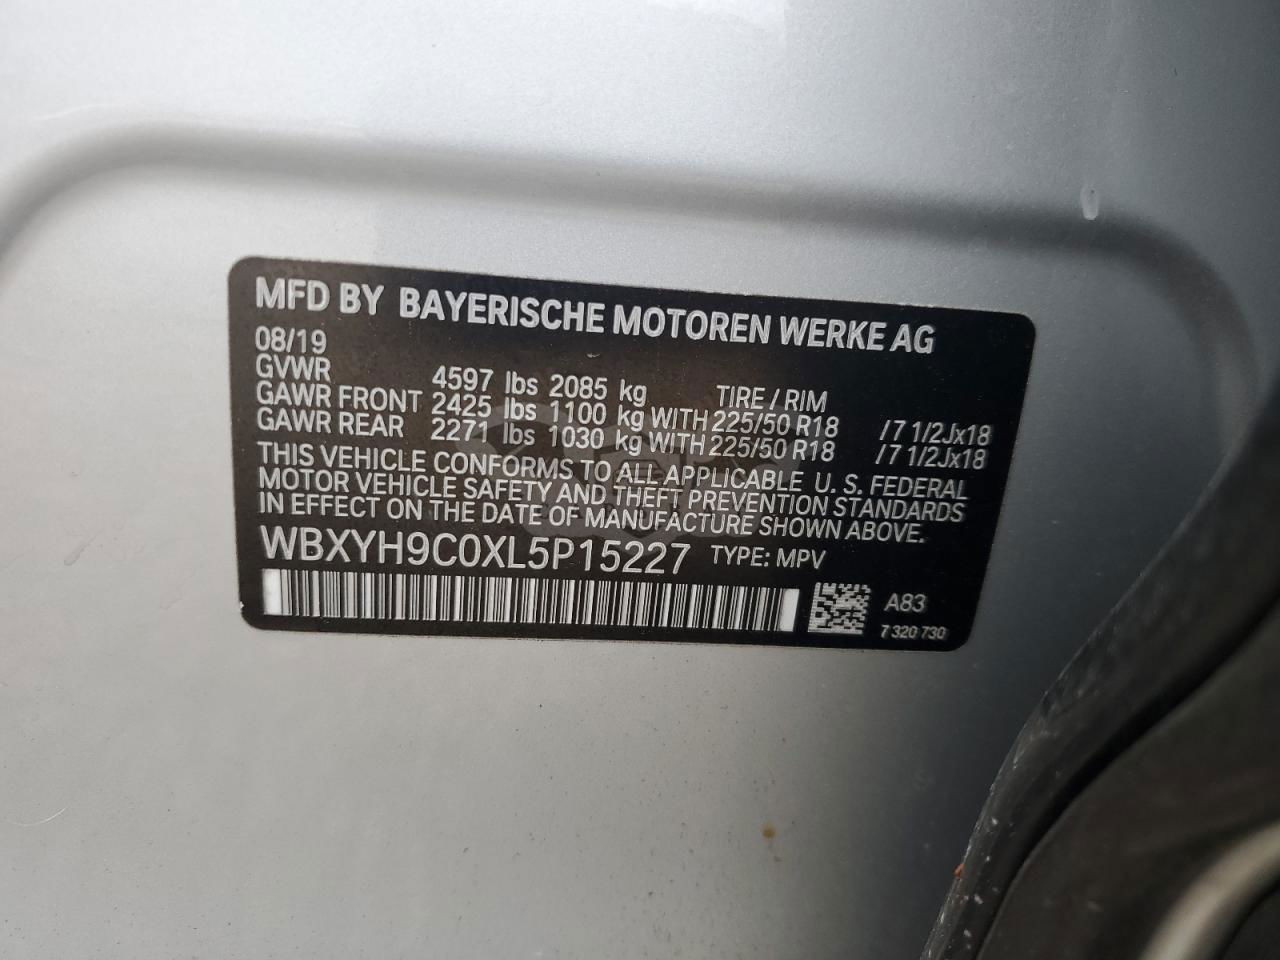 MFD BY BAYERISCHE MOTOREN WERKE AG
08/19
GVWR 4597 lbs 2085 kg TIRE / RIM
GAWR FRONT 2425 lbs 1100 kg WITH 225/50 R18 /7 1/2Jx18
GAWR REAR 2271 lbs 1030 kg WITH 225/50 R18 /7 1/2Jx18
THIS VEHICLE CONFORMS TO ALL APPLICABLE U. S. FEDERAL
MOTOR VEHICLE SAFETY AND THEFT PREVENTION STANDARDS
IN EFFECT ON THE DATE OF MANUFACTURE SHOWN ABOVE.
WBXYH9C0XL5P15227 TYPE: MPV
A83
7 320 730